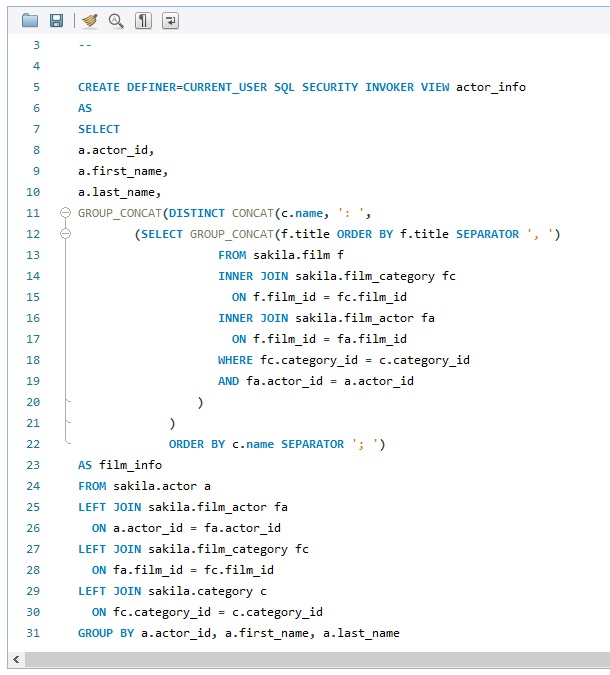 3 --
4
5 CREATE DEFINER=CURRENT_USER SQL SECURITY INVOKER VIEW actor_info
6 AS
7 SELECT
8 a.actor_id,
9 a.first_name,
10 a.last_name,
11 GROUP_CONCAT(DISTINCT CONCAT(c.name, ': ',
12 (SELECT GROUP_CONCAT(f.title ORDER BY f.title SEPARATOR ', ')
13 FROM sakila.film f
14 INNER JOIN sakila.film_category fc
15 ON f.film_id = fc.film_id
16 INNER JOIN sakila.film_actor fa
17 ON f.film_id = fa.film_id
18 WHERE fc.category_id = c.category_id
19 AND fa.actor_id = a.actor_id
20 )
21 )
22 ORDER BY c.name SEPARATOR '; ')
23 AS film_info
24 FROM sakila.actor a
25 LEFT JOIN sakila.film_actor fa
26 ON a.actor_id = fa.actor_id
27 LEFT JOIN sakila.film_category fc
28 ON fa.film_id = fc.film_id
29 LEFT JOIN sakila.category c
30 ON fc.category_id = c.category_id
31 GROUP BY a.actor_id, a.first_name, a.last_name